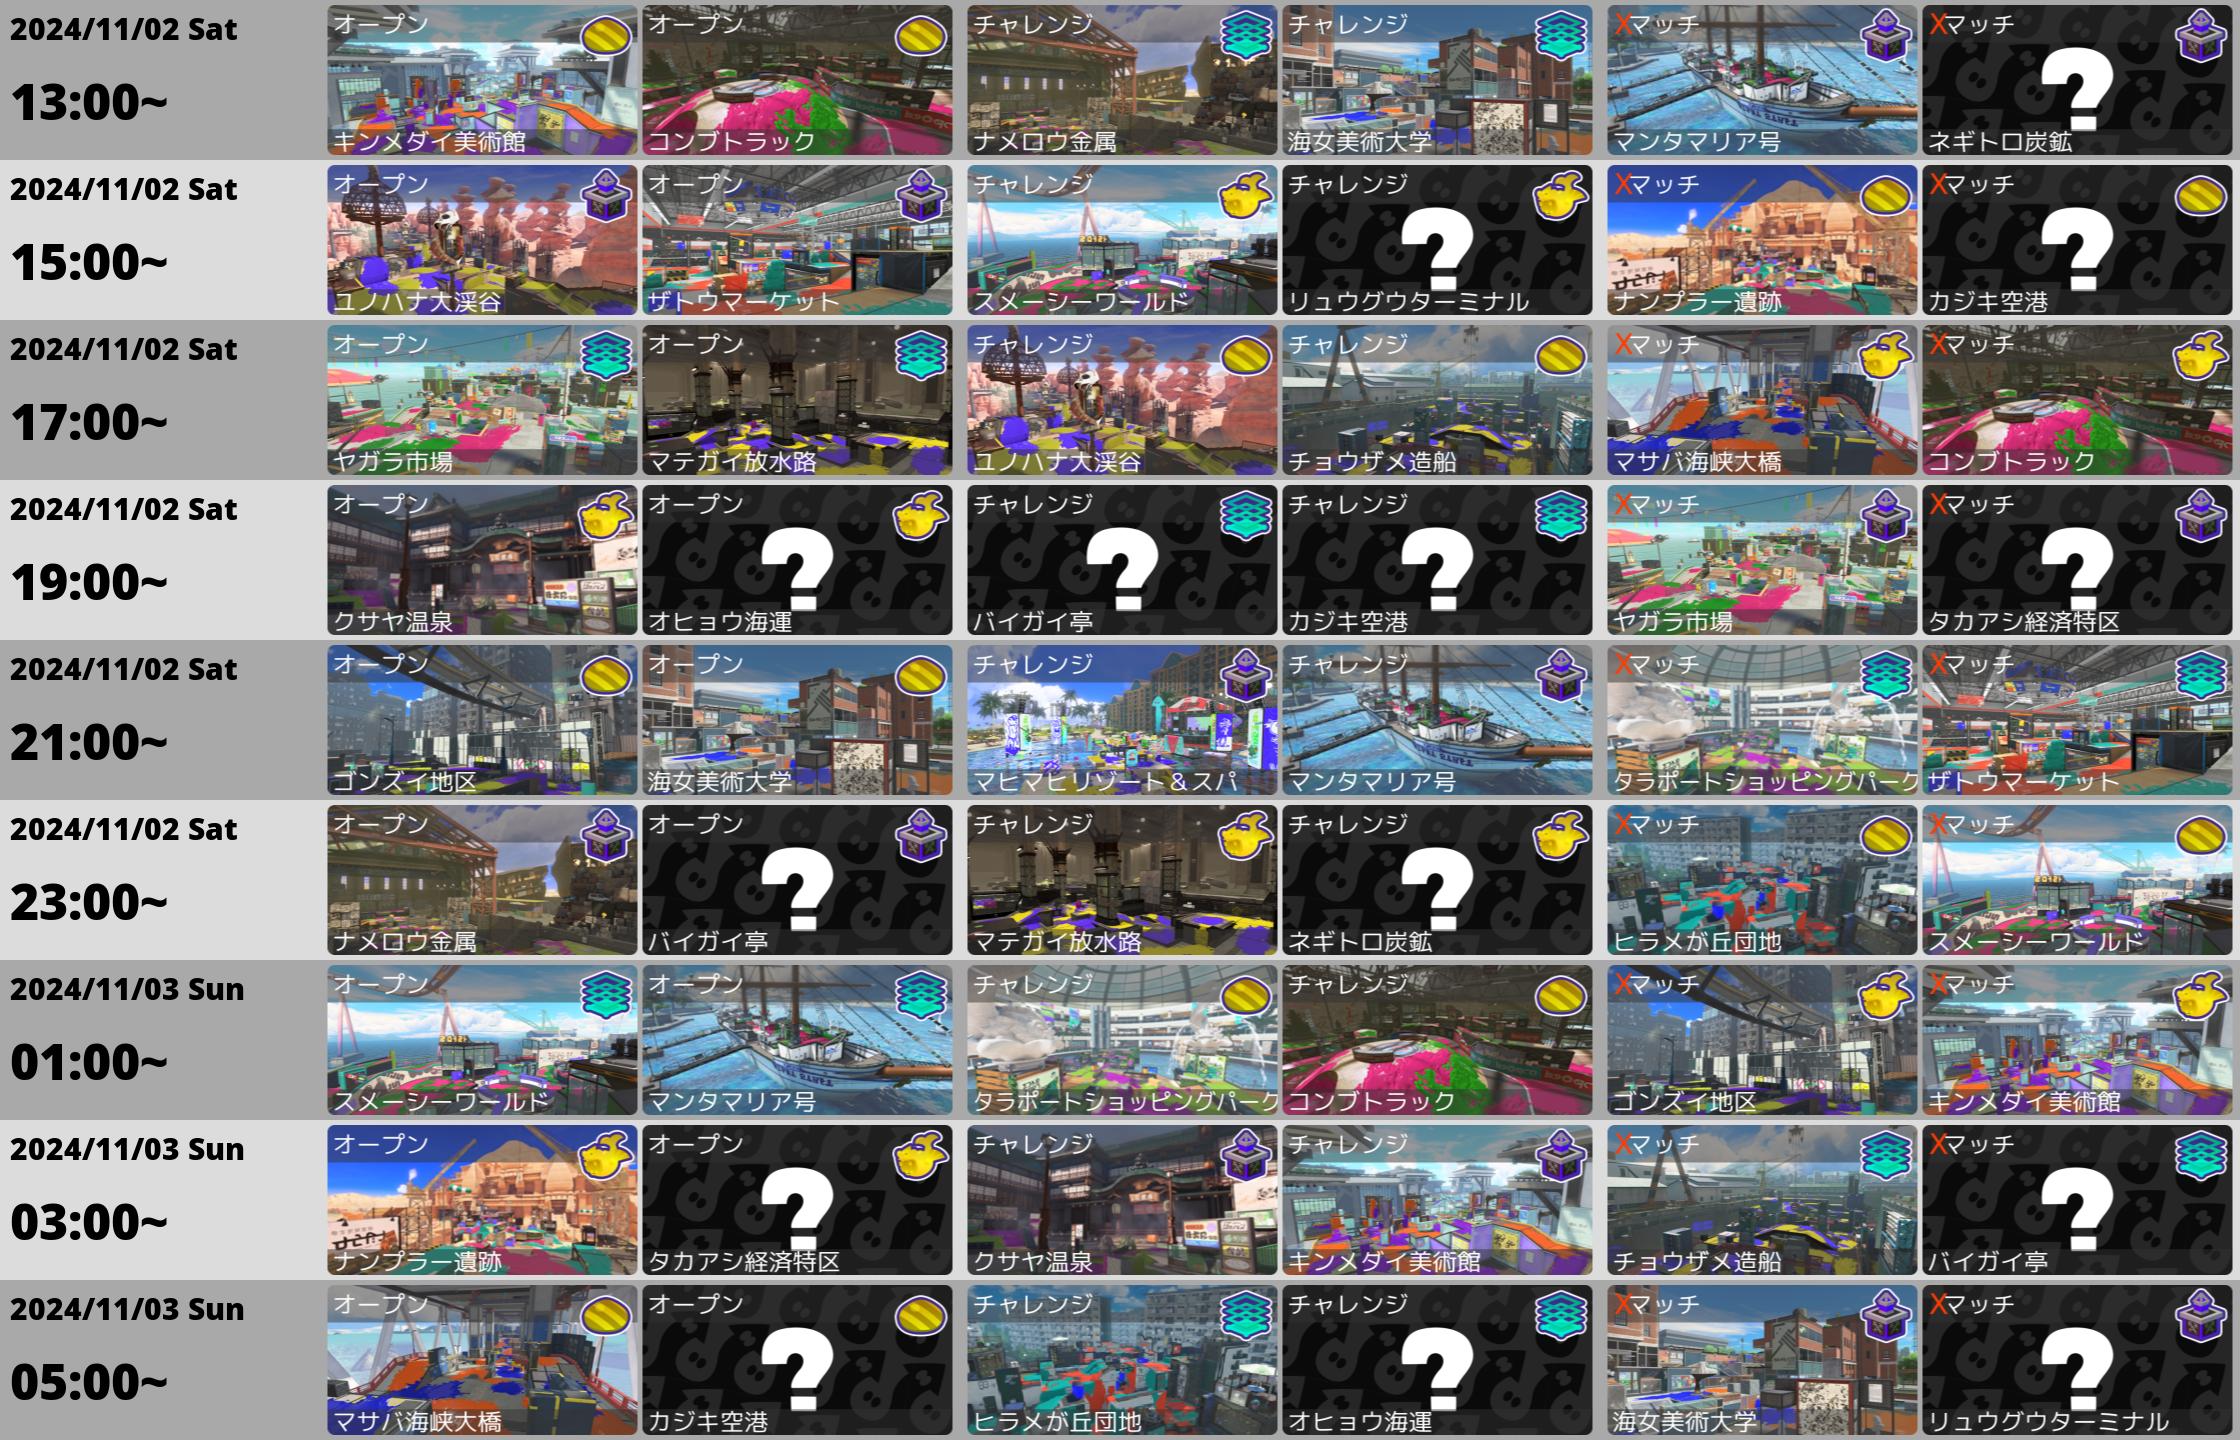 2024/11/02 Sat
13:00~
オープン
キンメダイ美術館
オープン
コンブトラック
チャレンジ
ナメロウ金属
チャレンジ
海女美術大学
Xマッチ
マンタマリア号
Xマッチ
ネギトロ炭鉱
2024/11/02 Sat
15:00~
オープン
ユノハナ大渓谷
オープン
ザトウマーケット
チャレンジ
スメーシーワールド
チャレンジ
リュウグウターミナル
Xマッチ
ナンプラー遺跡
Xマッチ
カジキ空港
2024/11/02 Sat
17:00~
オープン
ヤガラ市場
オープン
マテガイ放水路
チャレンジ
ユノハナ大渓谷
チャレンジ
チョウザメ造船
Xマッチ
マサバ海峡大橋
Xマッチ
コンブトラック
2024/11/02 Sat
19:00~
オープン
クサヤ温泉
オープン
オヒョウ海運
チャレンジ
バイガイ亭
チャレンジ
カジキ空港
Xマッチ
ヤガラ市場
Xマッチ
タカアシ経済特区
2024/11/02 Sat
21:00~
オープン
ゴンズイ地区
オープン
海女美術大学
チャレンジ
マヒマヒリゾート＆スパ
チャレンジ
マンタマリア号
Xマッチ
タラポートショッピングパーク
Xマッチ
ザトウマーケット
2024/11/02 Sat
23:00~
オープン
ナメロウ金属
オープン
バイガイ亭
チャレンジ
マテガイ放水路
チャレンジ
ネギトロ炭鉱
Xマッチ
ヒラメが丘団地
Xマッチ
スメーシーワールド
2024/11/03 Sun
01:00~
オープン
スメーシーワールド
オープン
マンタマリア号
チャレンジ
タラポートショッピングパーク
チャレンジ
コンブトラック
Xマッチ
ゴンズイ地区
Xマッチ
キンメダイ美術館
2024/11/03 Sun
03:00~
オープン
ナンプラー遺跡
オープン
タカアシ経済特区
チャレンジ
クサヤ温泉
チャレンジ
キンメダイ美術館
Xマッチ
チョウザメ造船
Xマッチ
バイガイ亭
2024/11/03 Sun
05:00~
オープン
マサバ海峡大橋
オープン
カジキ空港
チャレンジ
ヒラメが丘団地
チャレンジ
オヒョウ海運
Xマッチ
海女美術大学
Xマッチ
リュウグウターミナル